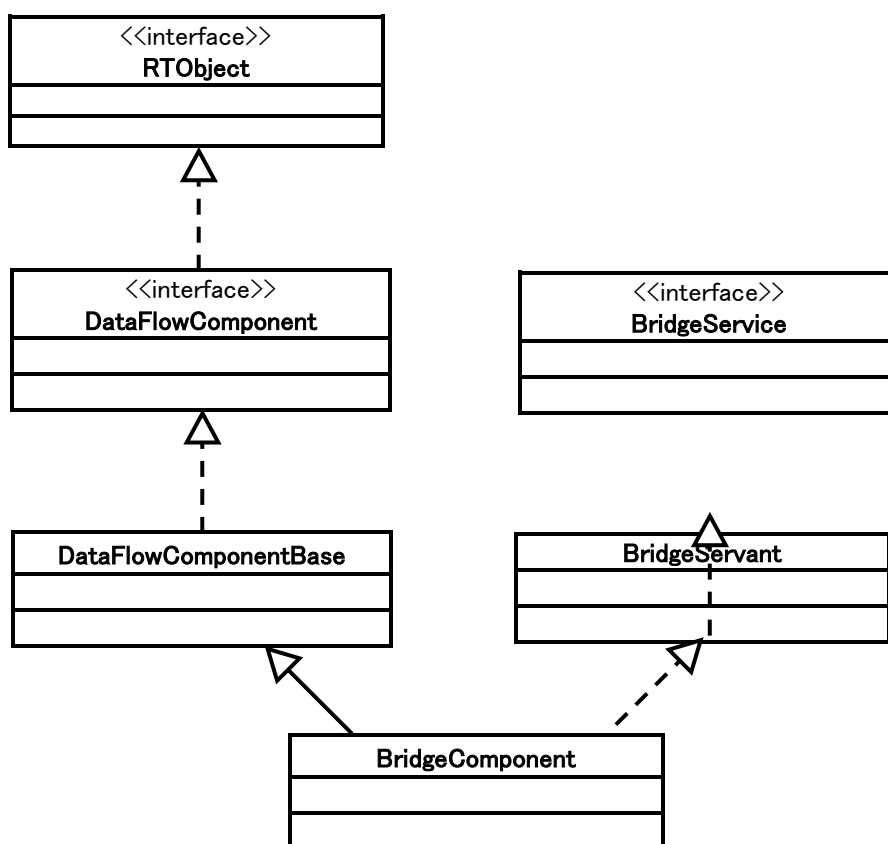 <<interface>>
RTObject
<<interface>>
DataFlowComponent
<<interface>>
BridgeService
DataFlowComponentBase
BridgeServant
BridgeComponent